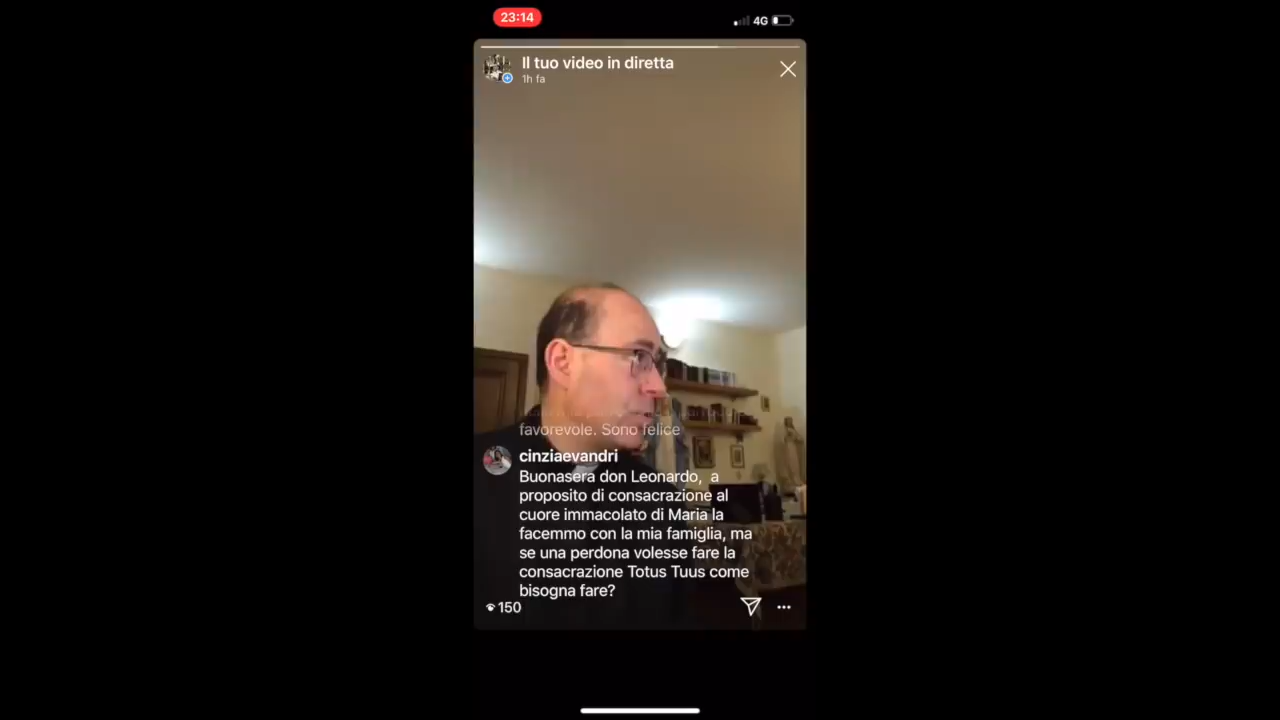 23:14
4G
Il tuo video in diretta
1h fa
favorevole. Sono felice
cinziaevandri
Buonasera don Leonardo, a
proposito di consacrazione al
cuore immacolato di Maria la
facemmo con la mia famiglia, ma
se una perdona volesse fare la
consacrazione Totus Tuus come
bisogna fare?
150